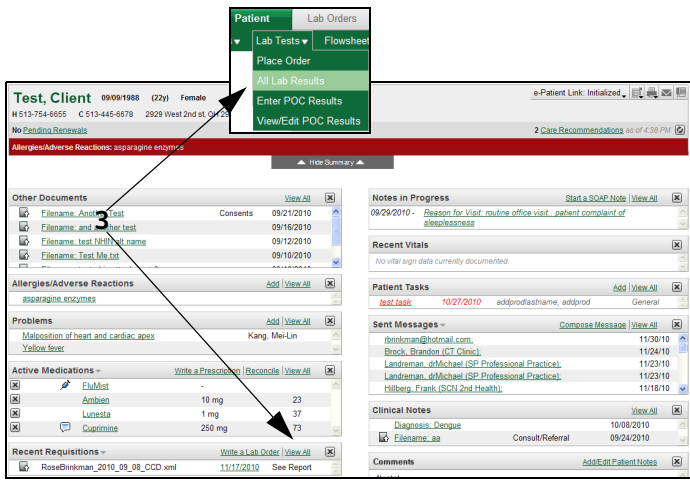 Patient Lab Orders
Lab Tests Flowsheet
Place Order
All Lab Results
Enter POC Results
View/Edit POC Results
Test, Client 09/09/1988 (22y) Female
e-Patient Link: Initialized
H 513-754-6655 C 513-445-6678 2929 West 2nd st, OH 29
No Pending Renewals
2 Care Recommendations as of 4:38 PM
Allergies/Adverse Reactions: asparagine enzymes
Hide Summary
3
Other Documents View All
Filename: Another Test Consents 09/21/2010
Filename: and another test 09/16/2010
Filename: test NHIN alt name 09/12/2010
Filename: Test Me.txt 09/10/2010
Allergies/Adverse Reactions Add View All
asparagine enzymes
Problems Add View All
Malposition of heart and cardiac apex Kang, Mei-Lin
Yellow fever
Active Medications Write a Prescription Reconcile View All
FluMist -
Ambien 10 mg 23
Lunesta 1 mg 37
Cuprimine 250 mg 73
Recent Requisitions Write a Lab Order View All
RoseBrinkman_2010_09_08_CCD.xml 11/17/2010 See Report
Notes in Progress Start a SOAP Note View All
09/29/2010 - Reason for Visit: routine office visit.. patient complaint of
sleeplessness
Recent Vitals
No vital sign data currently documented.
Patient Tasks Add View All
test task 10/27/2010 addprodlastname, addprod General
Sent Messages Compose Message View All
rbrinkman@hotmail.com; 11/30/10
Brock, Brandon (CT Clinic); 11/24/10
Landreman, drMichael (SP Professional Practice); 11/23/10
Landreman, drMichael (SP Professional Practice); 11/23/10
Hillberg, Frank (SCN 2nd Health); 11/18/10
Clinical Notes View All
Diagnosis: Dengue 10/08/2010
Filename: aa Consult/Referral 09/24/2010
Comments Add/Edit Patient Notes